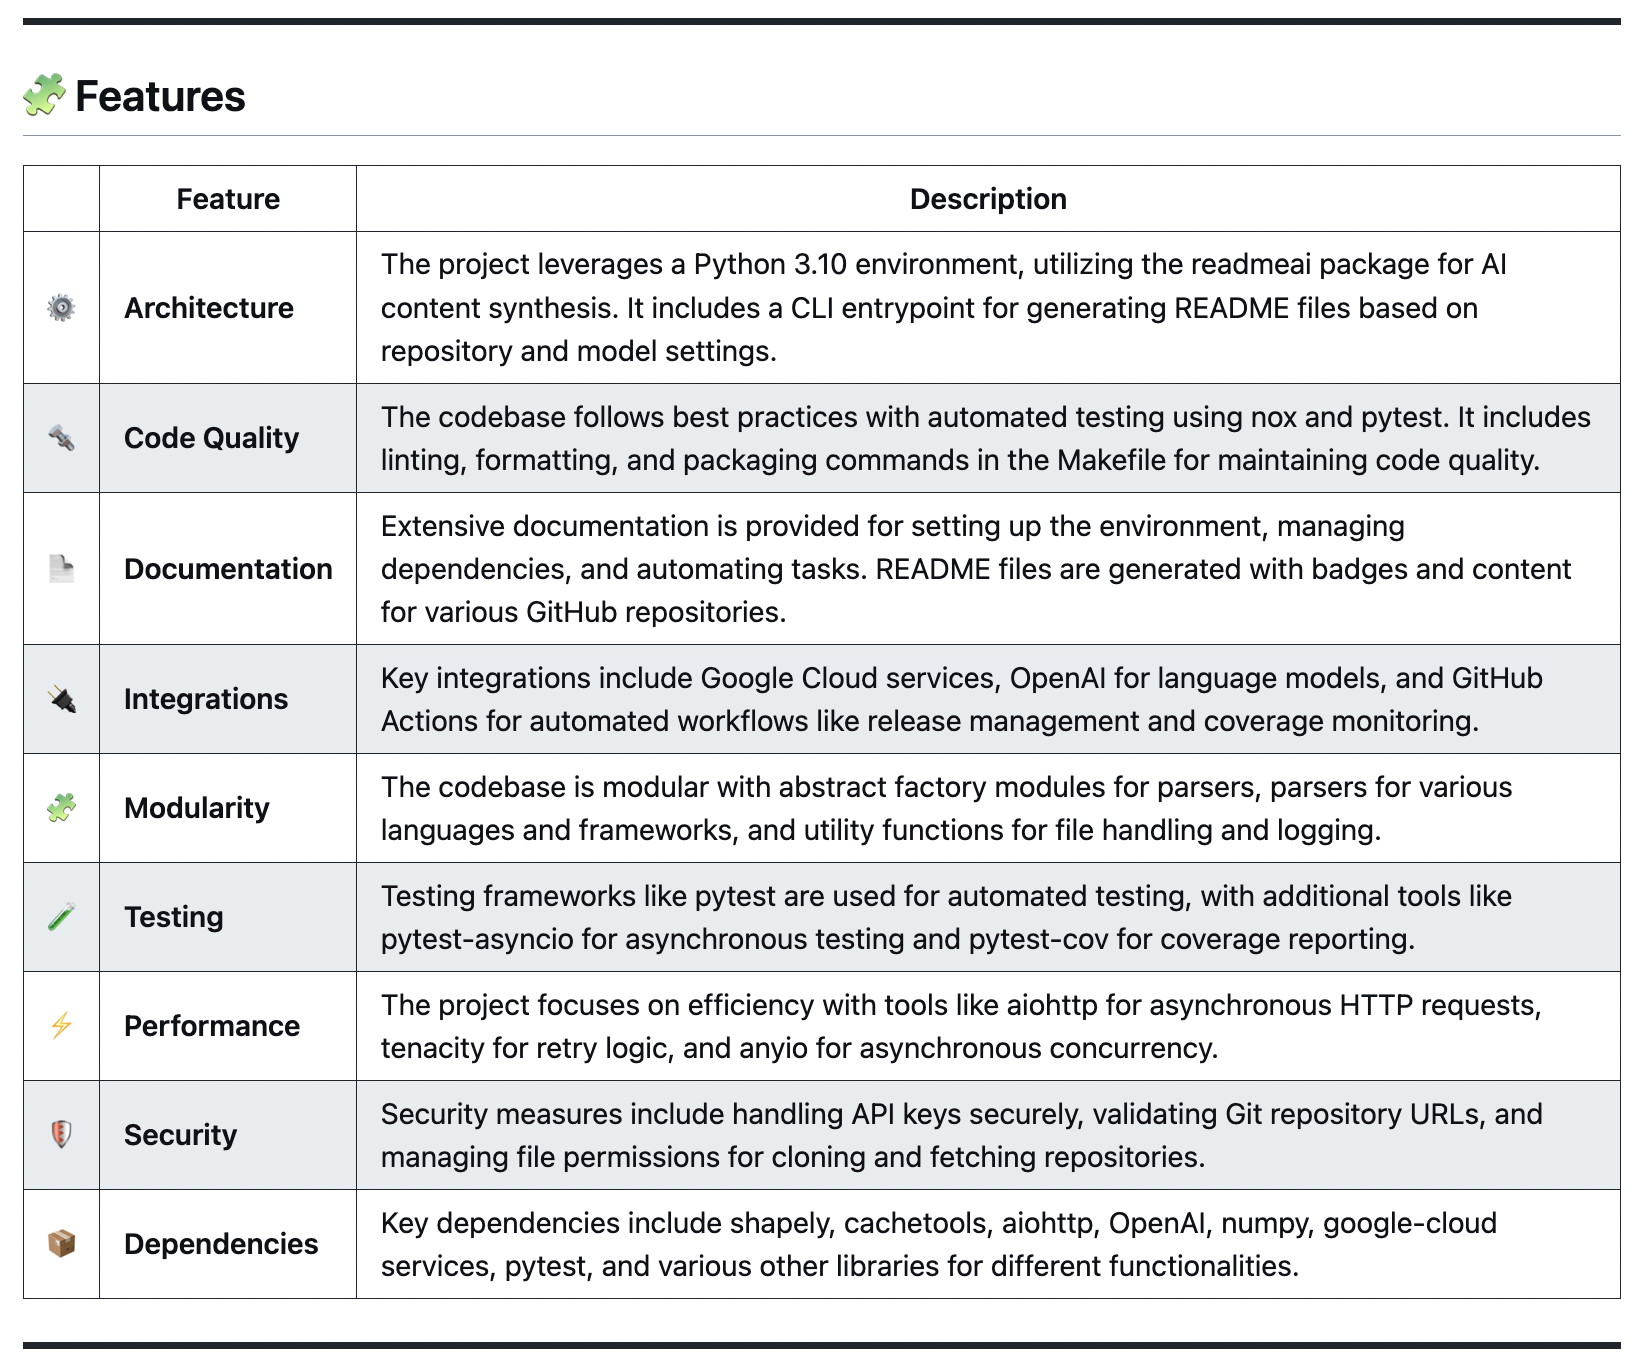 Features
Feature
Description
Architecture
The project leverages a Python 3.10 environment, utilizing the readmeai package for AI
content synthesis. It includes a CLI entrypoint for generating README files based on
repository and model settings.
Code Quality
The codebase follows best practices with automated testing using nox and pytest. It includes
linting, formatting, and packaging commands in the Makefile for maintaining code quality.
Documentation
Extensive documentation is provided for setting up the environment, managing
dependencies, and automating tasks. README files are generated with badges and content
for various GitHub repositories.
Integrations
Key integrations include Google Cloud services, OpenAI for language models, and GitHub
Actions for automated workflows like release management and coverage monitoring.
Modularity
The codebase is modular with abstract factory modules for parsers, parsers for various
languages and frameworks, and utility functions for file handling and logging.
Testing
Testing frameworks like pytest are used for automated testing, with additional tools like
pytest-asyncio for asynchronous testing and pytest-cov for coverage reporting.
Performance
The project focuses on efficiency with tools like aiohttp for asynchronous HTTP requests,
tenacity for retry logic, and anyio for asynchronous concurrency.
Security
Security measures include handling API keys securely, validating Git repository URLs, and
managing file permissions for cloning and fetching repositories.
Dependencies
Key dependencies include shapely, cachetools, aiohttp, OpenAI, numpy, google-cloud
services, pytest, and various other libraries for different functionalities.